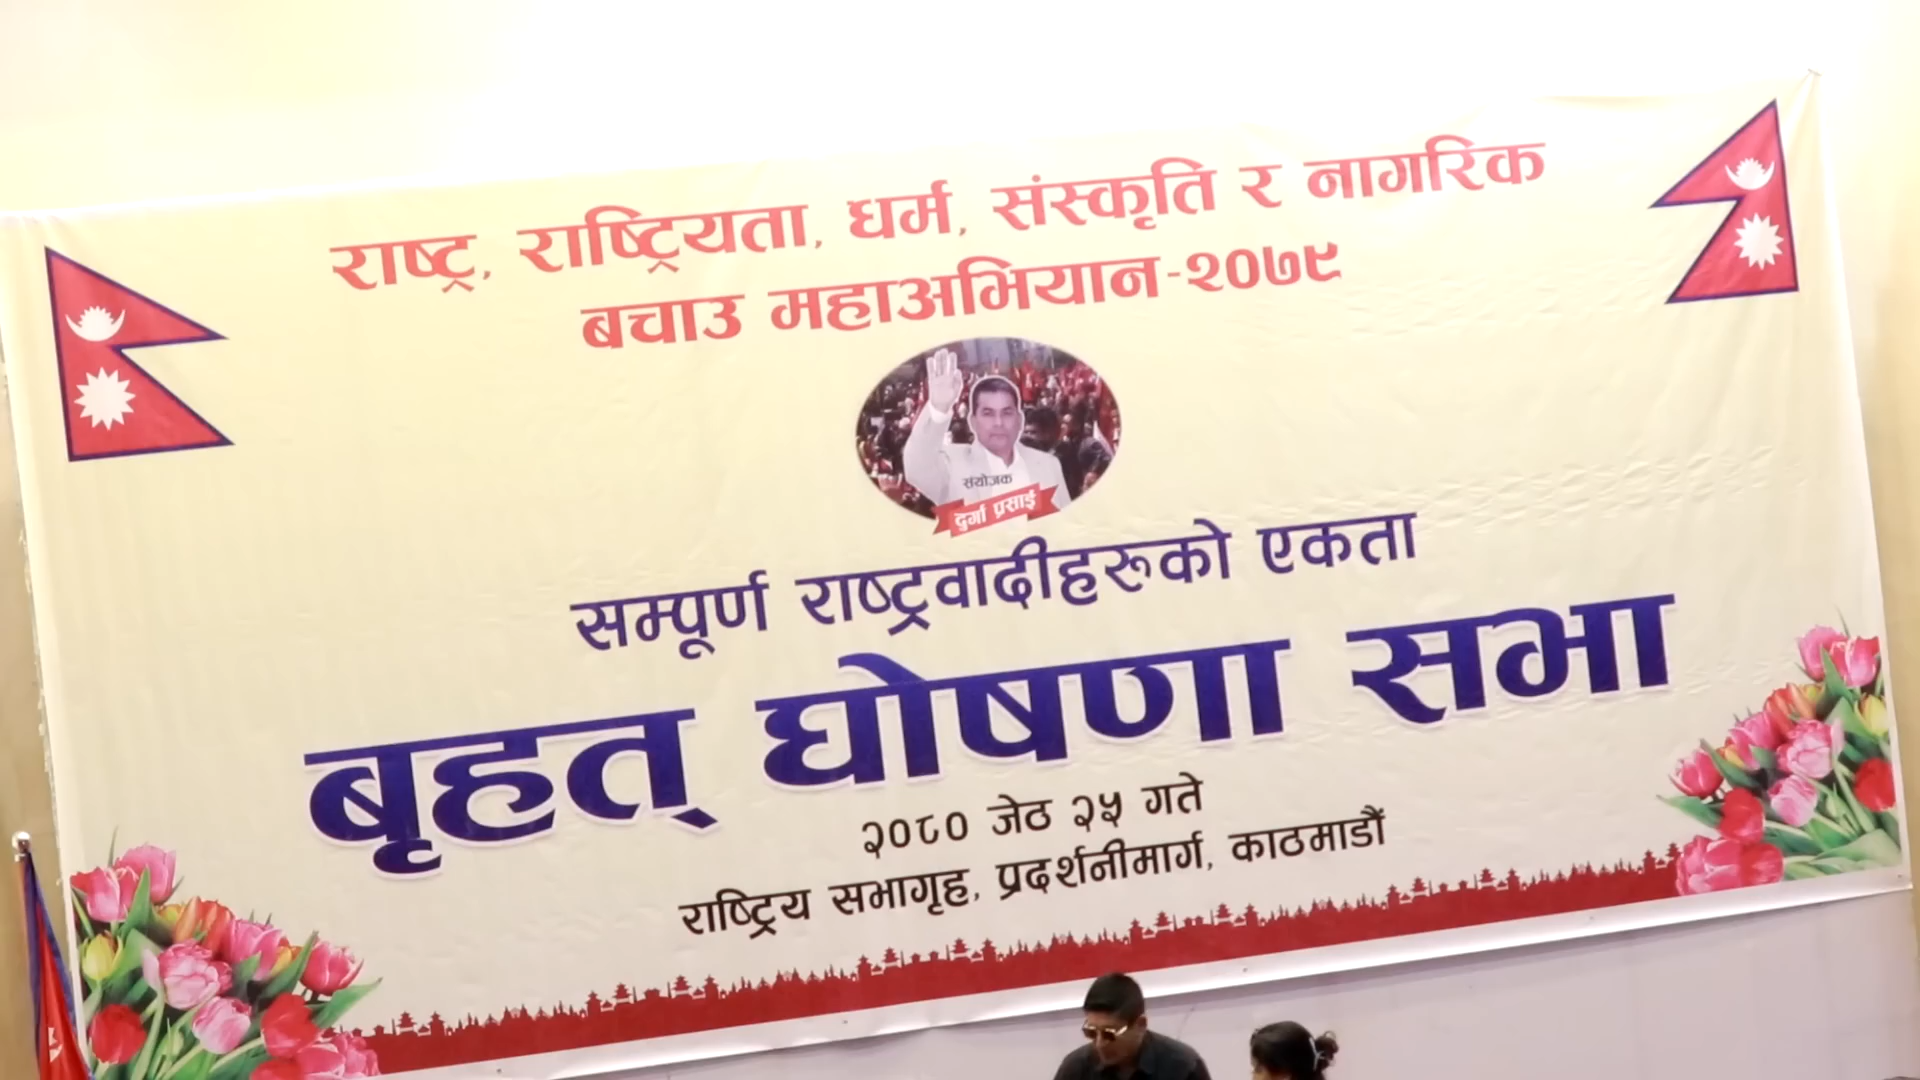 राष्ट्र, राष्ट्रियता, धर्म, संस्कृति र नागरिक
बचाउ महाअभियान-२०७९
संयोजक
दुर्गा प्रसाई
सम्पूर्ण राष्ट्रवादीहरूको एकता
बृहत् घोषणा सभा
२०८० जेठ २५ गते
राष्ट्रिय सभागृह, प्रदर्शनीमार्ग, काठमाडौं